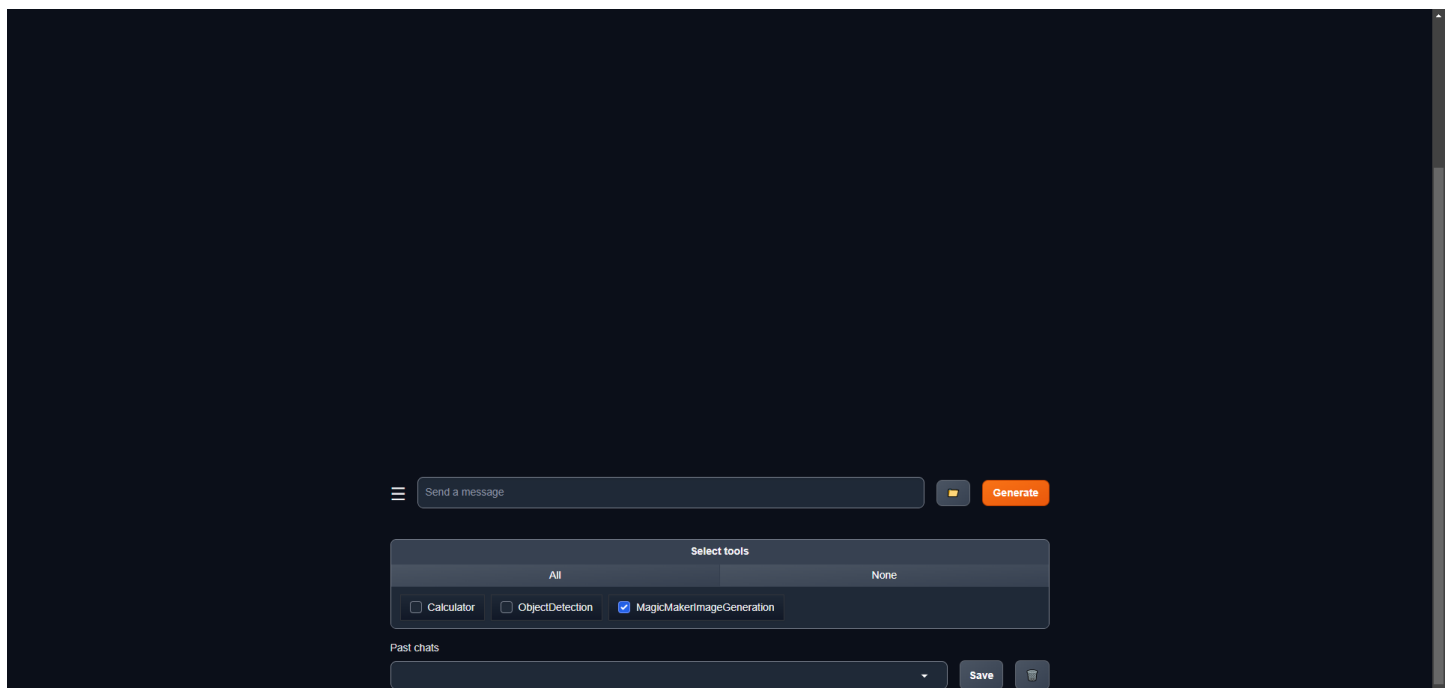 Send a message
Generate
Select tools
All None
Calculator ObjectDetection MagicMakerImageGeneration
Past chats
Save